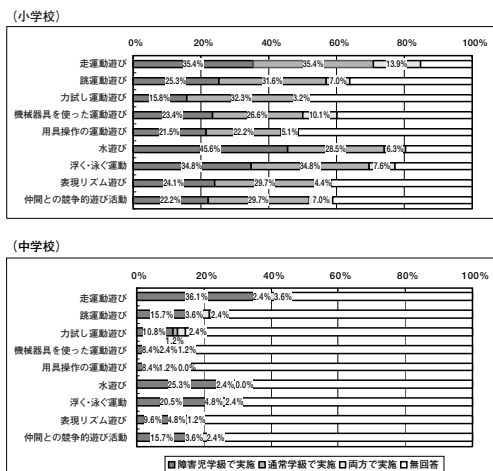 (小学校)
0% 20% 40% 60% 80% 100%
走運動遊び 35.4% 35.4% 13.9%
跳運動遊び 25.3% 31.6% 7.0%
力試し運動遊び 15.8% 32.3% 3.2%
機械器具を使った運動遊び 23.4% 26.6% 10.1%
用具操作の運動遊び 21.5% 22.2% 5.1%
水遊び 45.6% 28.5% 6.3%
浮く・泳ぐ運動 34.8% 34.8% 7.6%
表現リズム遊び 24.1% 29.7% 4.4%
仲間との競争的遊び活動 22.2% 29.7% 7.0%
(中学校)
0% 20% 40% 60% 80% 100%
走運動遊び 36.1% 2.4% 3.6%
跳運動遊び 15.7% 3.6% 2.4%
力試し運動遊び 10.8% 1.2% 2.4%
機械器具を使った運動遊び 8.4% 2.4% 1.2%
用具操作の運動遊び 8.4% 1.2% 0.0%
水遊び 25.3% 2.4% 0.0%
浮く・泳ぐ運動 20.5% 4.8% 2.4%
表現リズム遊び 9.6% 4.8% 1.2%
仲間との競争的遊び活動 15.7% 3.6% 2.4%
障害児学級で実施 通常学級で実施 両方で実施 無回答